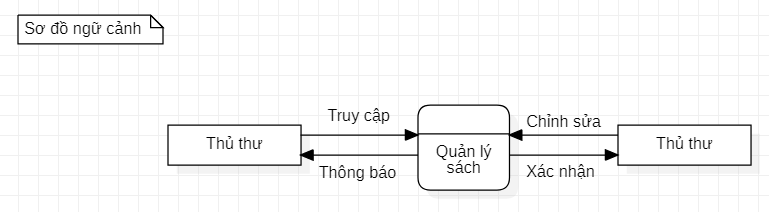 Sơ đồ ngữ cảnh
Truy cập
Chỉnh sửa
Thủ thư
Quản lý
sách
Thủ thư
Thông báo
Xác nhận